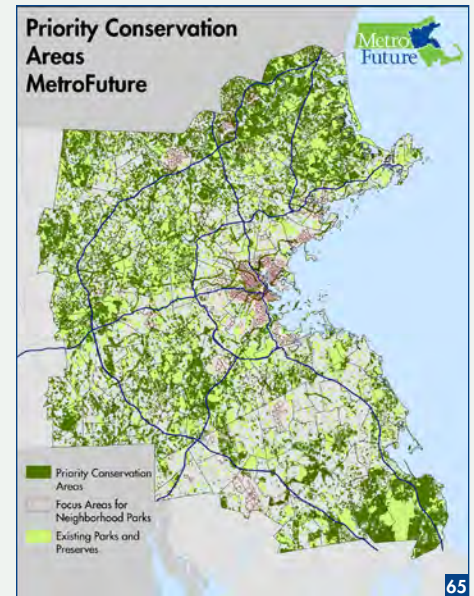 Priority Conservation
Areas
MetroFuture
Metro
Future
Priority Conservation
Areas
Focus Areas for
Neighborhood Parks
Existing Parks and
Preserves
65